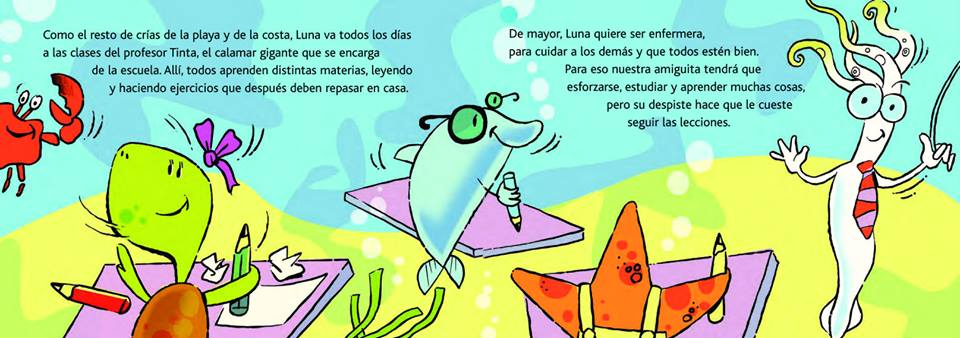 Como el resto de crías de la playa y de la costa, Luna va todos los días
a las clases del profesor Tinta, el calamar gigante que se encarga
de la escuela. Allí, todos aprenden distintas materias, leyendo
y haciendo ejercicios que después deben repasar en casa.
De mayor, Luna quiere ser enfermera,
para cuidar a los demás y que todos estén bien.
Para eso nuestra amiguita tendrá que
esforzarse, estudiar y aprender muchas cosas,
pero su despiste hace que le cueste
seguir las lecciones.